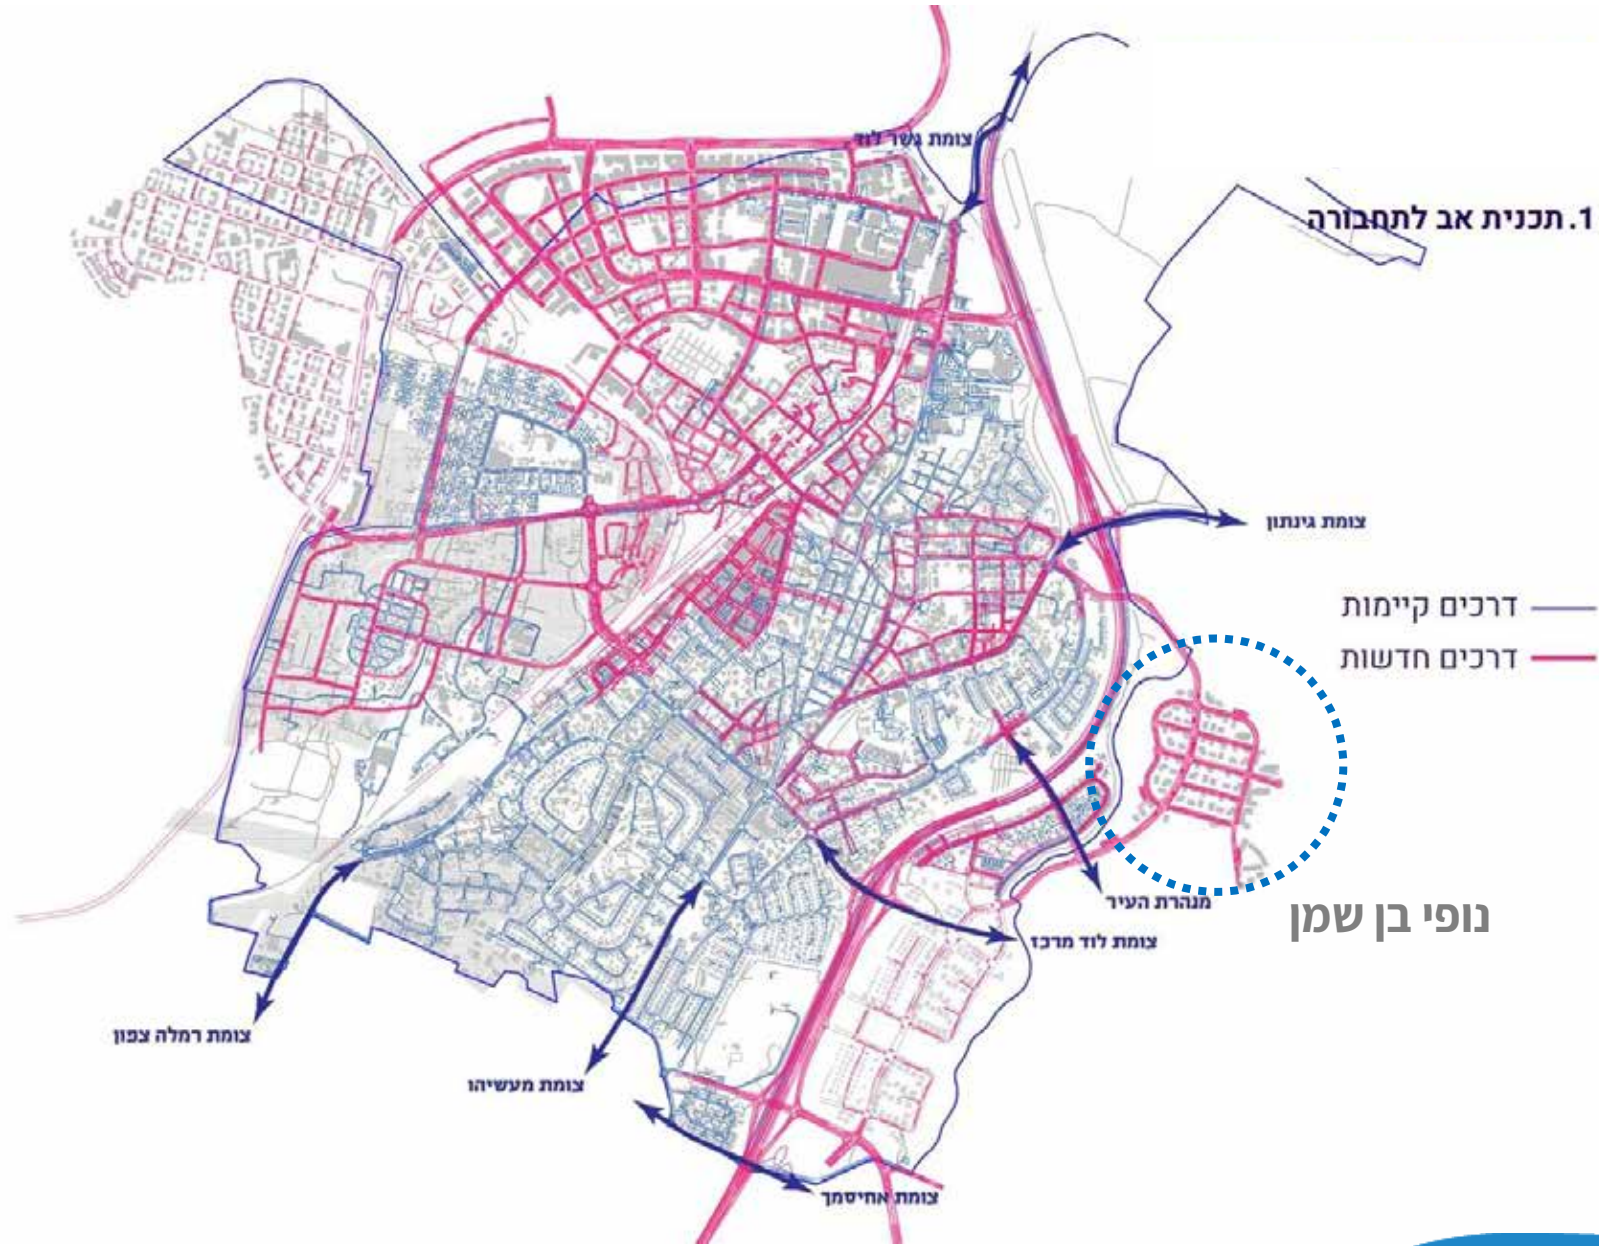 צומת גשר לוד
1. תכנית אב לתחבורה
צומת גינתון
דרכים קיימות
דרכים חדשות
מנהרת העיר
נופי בן שמן
צומת לוד מרכז
צומת רמלה צפון
צומת מעשיהו
צומת אחיסמך